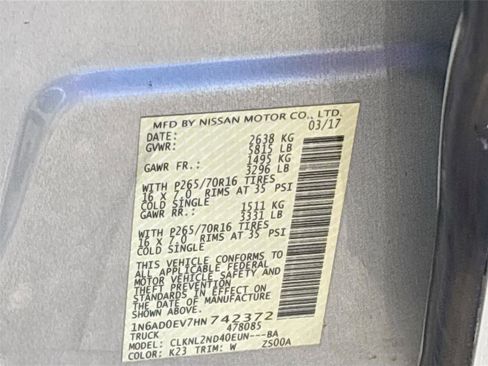 MFD BY NISSAN MOTOR CO., LTD.
DATE: 03/17
GVWR: 2638 KG
5815 LB
GAWR FR.: 1495 KG
3296 LB
WITH P265/70R16 TIRES
16 X 7.0 RIMS AT 35 PSI
COLD SINGLE
GAWR RR.: 1511 KG
3331 LB
WITH P265/70R16 TIRES
16 X 7.0 RIMS AT 35 PSI
COLD SINGLE
THIS VEHICLE CONFORMS TO
ALL APPLICABLE FEDERAL
MOTOR VEHICLE SAFETY AND
THEFT PREVENTION STANDARDS
IN EFFECT ON THE DATE OF
MANUFACTURE SHOWN ABOVE.
1N6AD0EV7HN742372
TRUCK 478085
MODEL: CLKNL2ND40EUN---BA
COLOR: K23 TRIM: W ZS00A